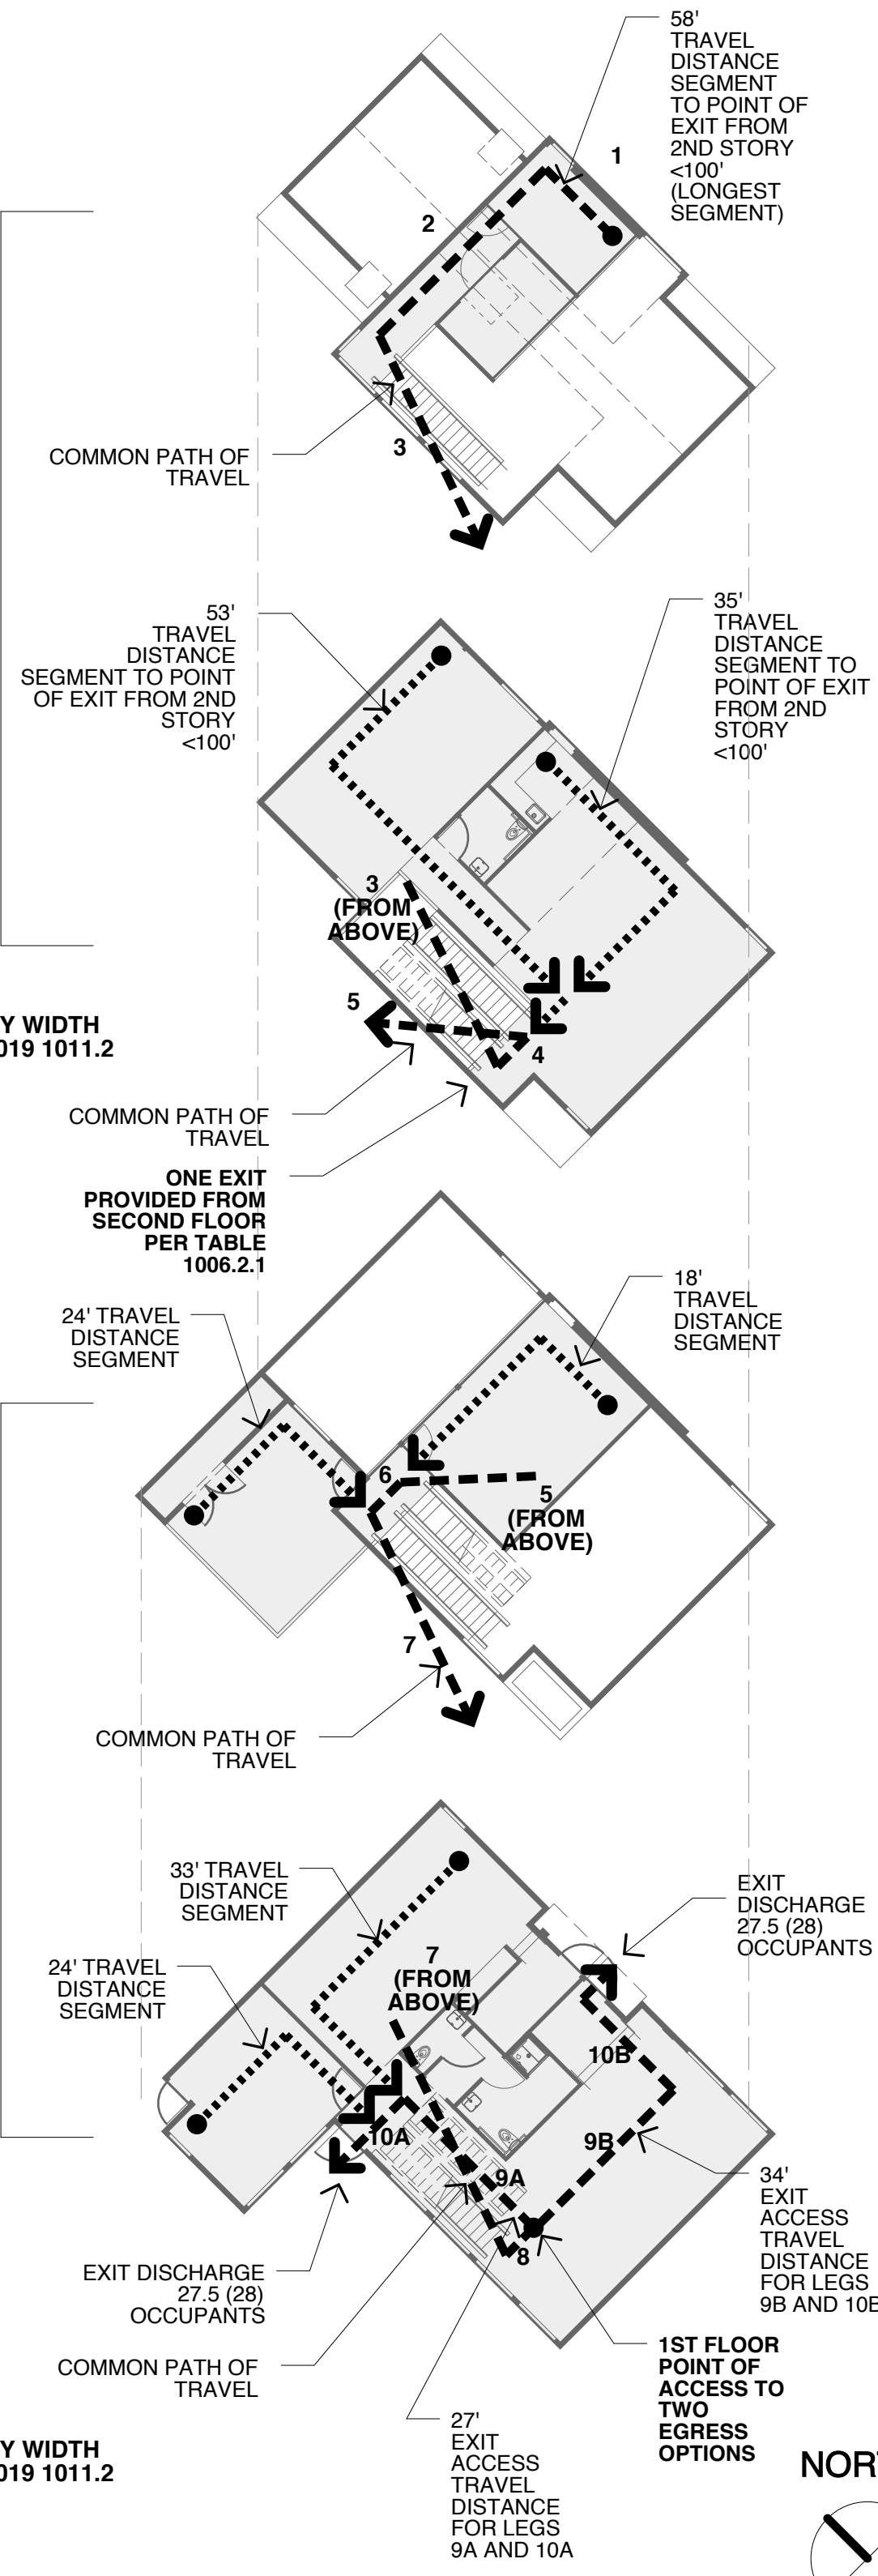 58'
TRAVEL
DISTANCE
SEGMENT
TO POINT OF
EXIT FROM
2ND STORY
<100'
(LONGEST
SEGMENT)
1
2
COMMON PATH OF
TRAVEL
3
53'
TRAVEL
DISTANCE
SEGMENT TO POINT
OF EXIT FROM 2ND
STORY
<100'
35'
TRAVEL
DISTANCE
SEGMENT TO
POINT OF EXIT
FROM 2ND
STORY
<100'
3
(FROM
ABOVE)
5
4
Y WIDTH
019 1011.2
COMMON PATH OF
TRAVEL
ONE EXIT
PROVIDED FROM
SECOND FLOOR
PER TABLE
1006.2.1
24' TRAVEL
DISTANCE
SEGMENT
18'
TRAVEL
DISTANCE
SEGMENT
6
5
(FROM
ABOVE)
7
COMMON PATH OF
TRAVEL
33' TRAVEL
DISTANCE
SEGMENT
24' TRAVEL
DISTANCE
SEGMENT
7
(FROM
ABOVE)
EXIT
DISCHARGE
27.5 (28)
OCCUPANTS
10B
10A
9B
9A
8
34'
EXIT
ACCESS
TRAVEL
DISTANCE
FOR LEGS
9B AND 10B
EXIT DISCHARGE
27.5 (28)
OCCUPANTS
COMMON PATH OF
TRAVEL
1ST FLOOR
POINT OF
ACCESS TO
TWO
EGRESS
OPTIONS
27'
EXIT
ACCESS
TRAVEL
DISTANCE
FOR LEGS
9A AND 10A
Y WIDTH
019 1011.2
NOR